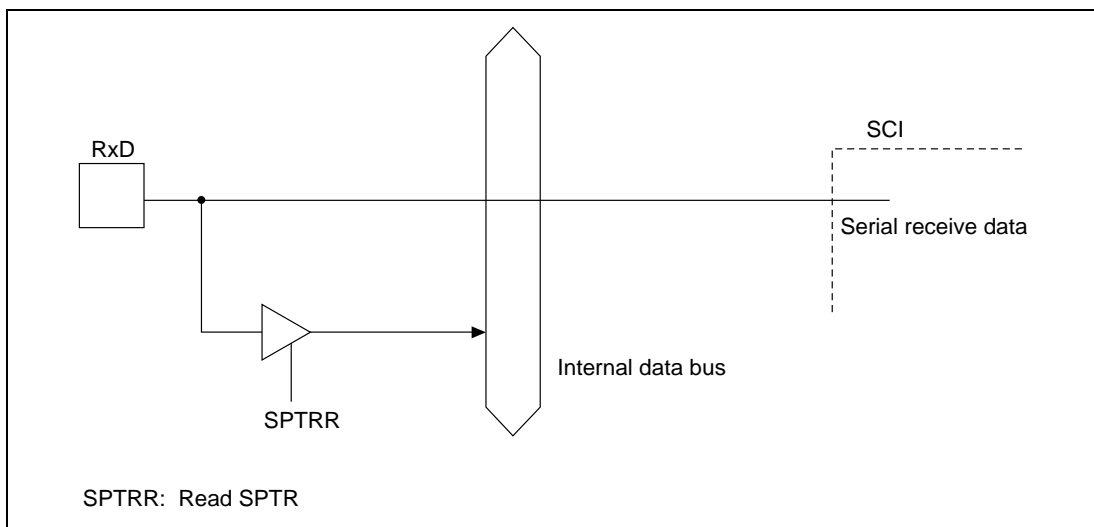 RxD
SCI
Serial receive data
Internal data bus
SPTRR
SPTRR: Read SPTR